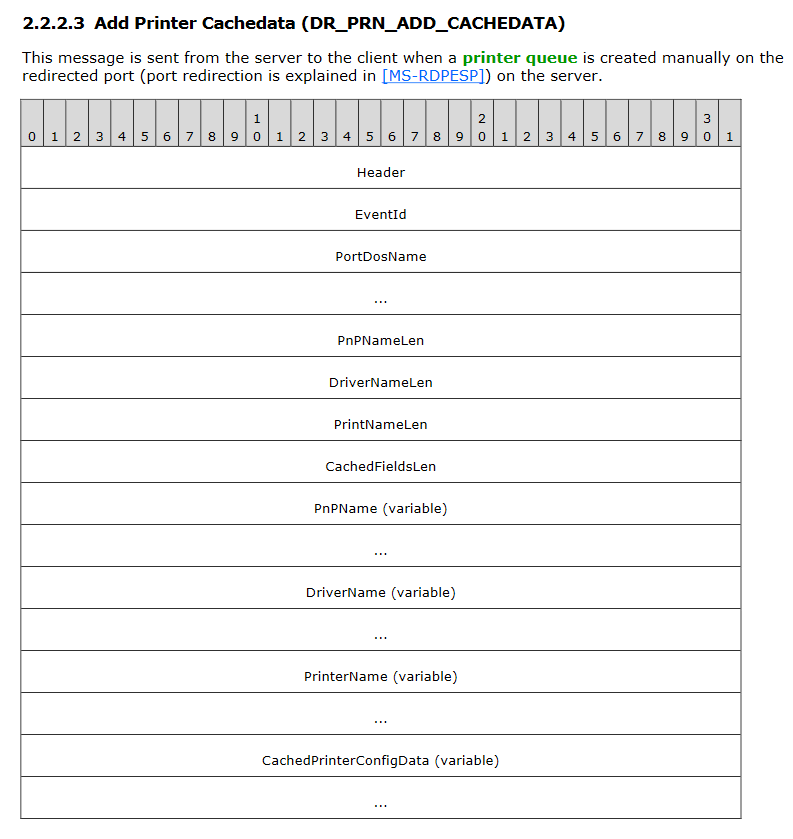 2.2.2.3 Add Printer Cachedata (DR_PRN_ADD_CACHEDATA)
This message is sent from the server to the client when a printer queue is created manually on the
redirected port (port redirection is explained in [MS-RDPESP]) on the server.
0 1 2 3 4 5 6 7 8 9 1 0 1 2 3 4 5 6 7 8 9 2 0 1 2 3 4 5 6 7 8 9 3 0 1
Header
EventId
PortDosName
...
PnPNameLen
DriverNameLen
PrintNameLen
CachedFieldsLen
PnPName (variable)
...
DriverName (variable)
...
PrinterName (variable)
...
CachedPrinterConfigData (variable)
...